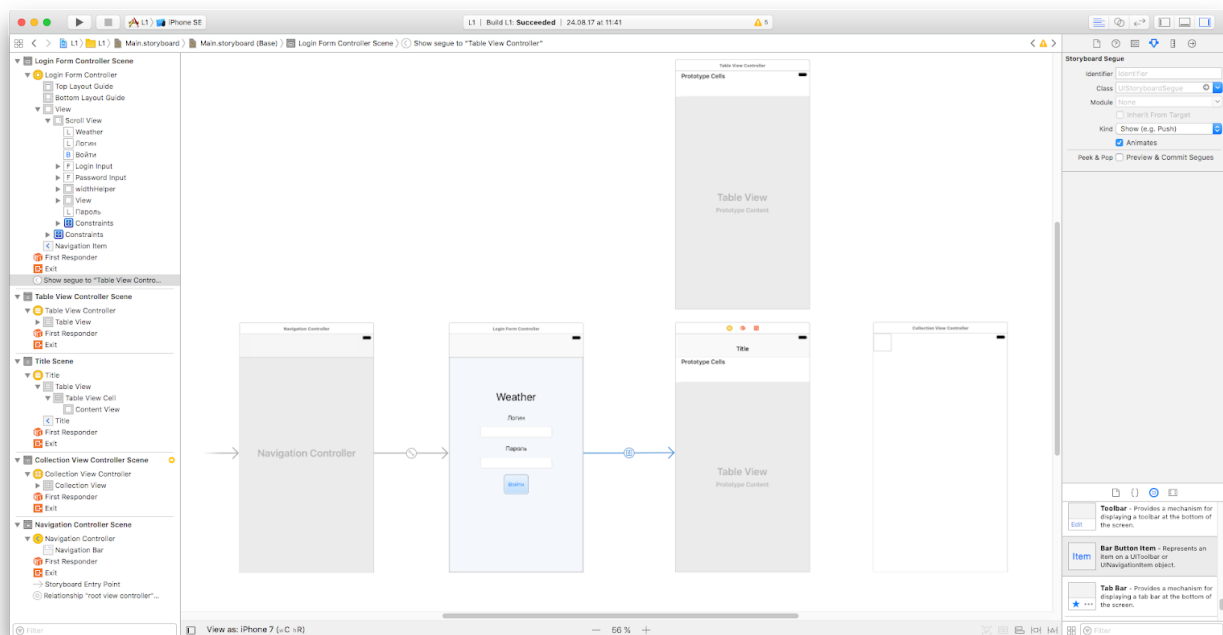 L1 ⟩ iPhone SE
L1 | Build L1: Succeeded | 24.08.17 at 11:41
5
L1 ⟩ L1 ⟩ Main.storyboard ⟩ Main.storyboard (Base) ⟩ Login Form Controller Scene ⟩ Show segue to "Table View Controller"
Login Form Controller Scene
Login Form Controller
Top Layout Guide
Bottom Layout Guide
View
Scroll View
L Weather
L Логин
B Войти
F Login Input
F Password Input
widthHelper
View
L Пароль
Constraints
Constraints
Navigation Item
First Responder
Exit
Show segue to "Table View Contro...
Table View Controller Scene
Table View Controller
Table View
First Responder
Exit
Title Scene
Title
Table View
Table View Cell
Content View
Title
First Responder
Exit
Collection View Controller Scene
Collection View Controller
Collection View
First Responder
Exit
Navigation Controller Scene
Navigation Controller
Navigation Bar
First Responder
Exit
Storyboard Entry Point
Relationship "root view controller"...
Filter
Table View Controller
Prototype Cells
Table View
Prototype Content
Navigation Controller
Navigation Controller
Login Form Controller
Weather
Логин
Пароль
Войти
Title
Prototype Cells
Table View
Prototype Content
Collection View Controller
View as: iPhone 7 (wC hR)
— 66 % +
Storyboard Segue
Identifier Identifier
Class UIStoryboardSegue
Module None
Inherit From Target
Kind Show (e.g. Push)
Animates
Peek & Pop Preview & Commit Segues
{ }
Edit
Toolbar - Provides a mechanism for
displaying a toolbar at the bottom of
the screen.
Item
Bar Button Item - Represents an
item on a UIToolbar or
UINavigationItem object.
Tab Bar - Provides a mechanism for
displaying a tab bar at the bottom of
the screen.
Filter